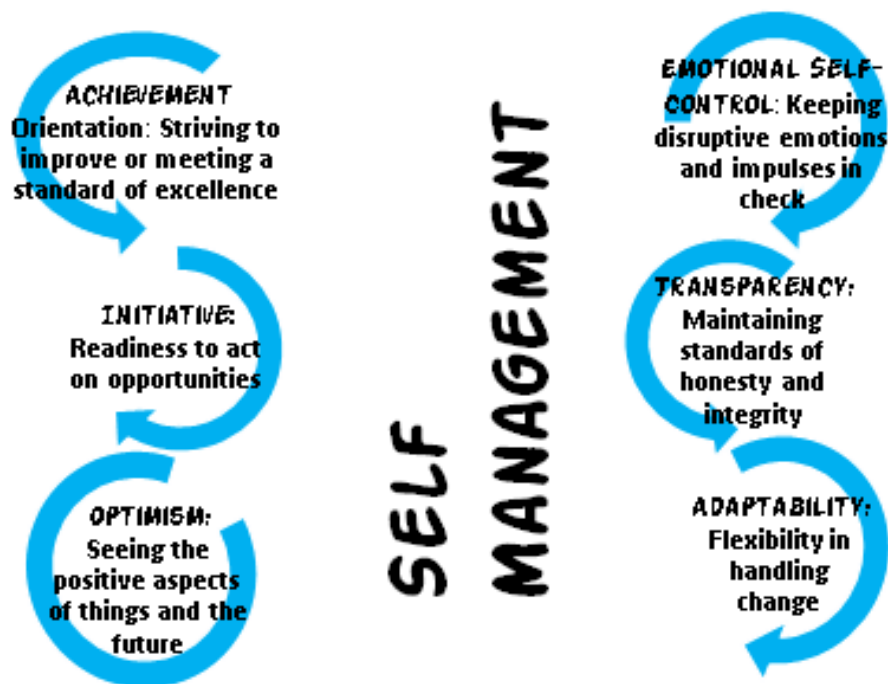 ACHIEVEMENT
Orientation: Striving to
improve or meeting a
standard of excellence
INITIATIVE:
Readiness to act
on opportunities
OPTIMISM:
Seeing the
positive aspects
of things and the
future
SELF
MANAGEMENT
EMOTIONAL SELF-
CONTROL: Keeping
disruptive emotions
and impulses in
check
TRANSPARENCY:
Maintaining
standards of
honesty and
integrity
ADAPTABILITY:
Flexibility in
handling
change